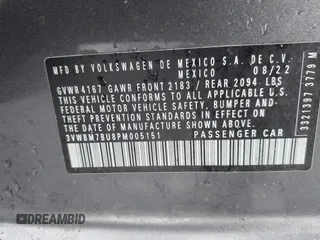 MFD BY VOLKSWAGEN DE MEXICO S.A. DE C.V.
MEXICO 08/22
GVWR 4167 GAWR FRONT 2183 / REAR 2094 LBS
THIS VEHICLE CONFORMS TO ALL APPLICABLE
FEDERAL MOTOR VEHICLE SAFETY, BUMPER AND
THEFT PREVENTION STANDARDS IN EFFECT ON
THE DATE OF MANUFACTURE SHOWN ABOVE
3VWBM7BU8PM005151 PASSENGER CAR
3321397 3779 M
DREAMBID